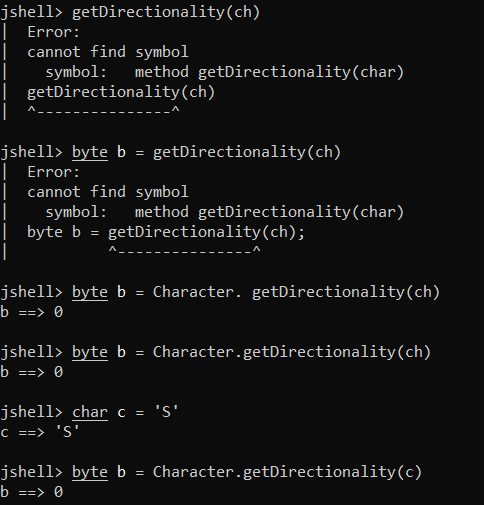 jshell> getDirectionality(ch)
|  Error:
|  cannot find symbol
|    symbol:   method getDirectionality(char)
|  getDirectionality(ch)
|  ^---------------^
jshell> byte b = getDirectionality(ch)
|  Error:
|  cannot find symbol
|    symbol:   method getDirectionality(char)
|  byte b = getDirectionality(ch);
|           ^---------------^
jshell> byte b = Character. getDirectionality(ch)
b ==> 0
jshell> byte b = Character.getDirectionality(ch)
b ==> 0
jshell> char c = 'S'
c ==> 'S'
jshell> byte b = Character.getDirectionality(c)
b ==> 0